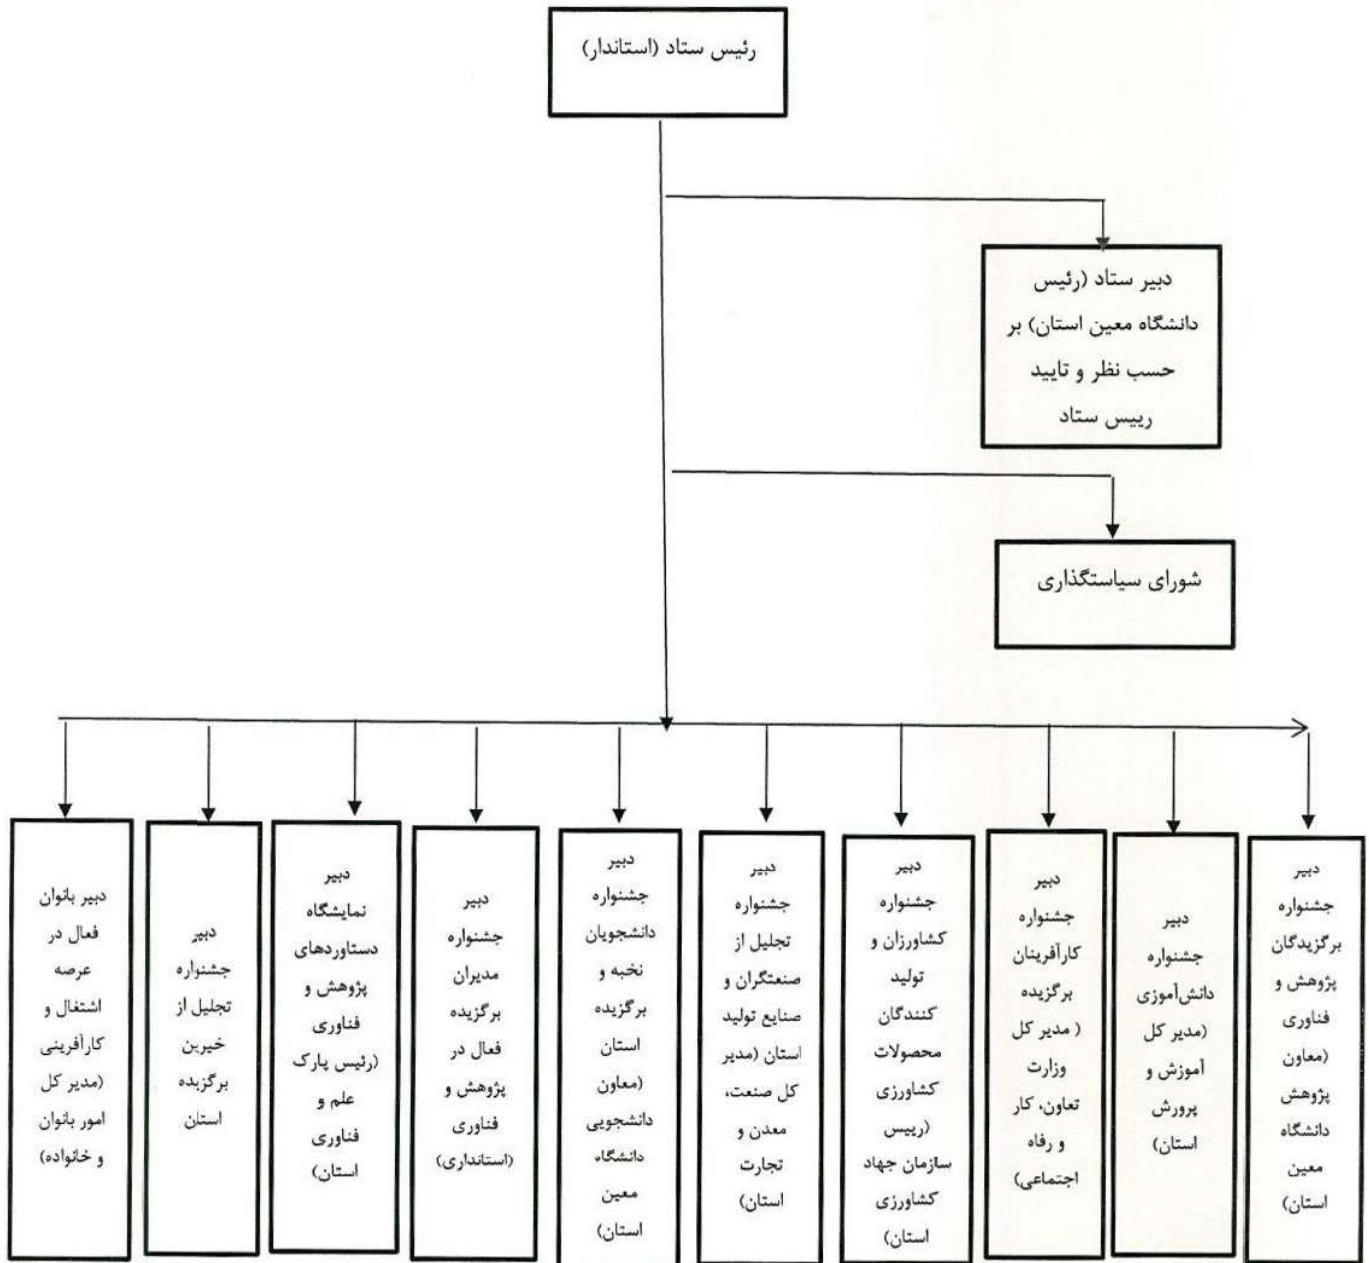 رئیس ستاد (استاندار)
دبیر ستاد (رئیس
دانشگاه معین استان) بر
حسب نظر و تایید
رییس ستاد
شورای سیاستگذاری
دبیر
جشنواره
برگزیدگان
پژوهش و
فناوری
(معاون
پژوهش
دانشگاه
معین
استان)
دبیر
جشنواره
دانش‌آموزی
(مدیر کل
آموزش و
پرورش
استان)
دبیر
جشنواره
کارآفرینان
برگزیده
( مدیر کل
وزارت
تعاون، کار
و رفاه
اجتماعی)
دبیر
جشنواره
کشاورزان و
تولید
کنندگان
محصولات
کشاورزی
(رییس
سازمان جهاد
کشاورزی
استان)
دبیر
جشنواره
تجلیل از
صنعتگران و
صنایع تولید
استان (مدیر
کل صنعت،
معدن و
تجارت
استان)
دبیر
جشنواره
دانشجویان
نخبه و
برگزیده
استان
(معاون
دانشجویی
دانشگاه
معین
استان)
دبیر
جشنواره
مدیران
برگزیده
فعال در
پژوهش و
فناوری
(استانداری)
دبیر
نمایشگاه
دستاوردهای
پژوهش و
فناوری
(رئیس پارک
علم و
فناوری
استان)
دبیر
جشنواره
تجلیل از
خیرین
برگزیده
استان
دبیر بانوان
فعال در
عرصه
اشتغال و
کارآفرینی
(مدیر کل
امور بانوان
و خانواده)